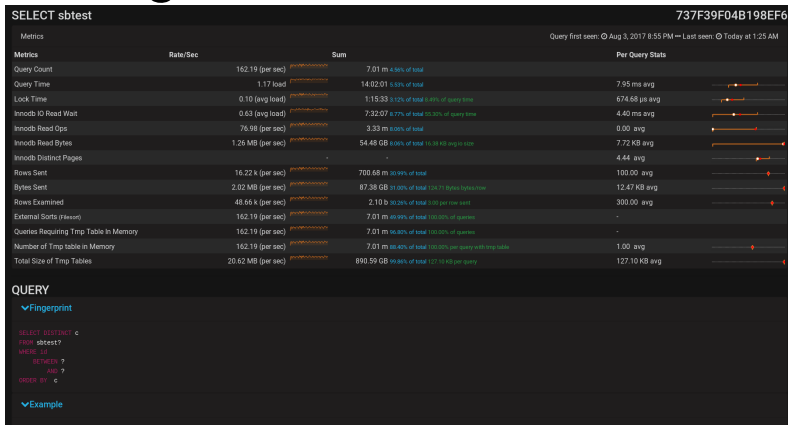 SELECT sbtest 737F39F04B198EF6
Metrics Query first seen: Aug 3, 2017 8:55 PM Last seen: Today at 1:25 AM
Metrics Rate/Sec Sum Per Query Stats
Query Count 162.19 (per sec) 7.01 m 4.56% of total
Query Time 1.17 load 14:02:01 5.53% of total 7.95 ms avg
Lock Time 0.10 (avg load) 1:15:33 of total of query time 674.68 µs avg
Innodb IO Read Wait 0.63 (avg load) 7:32:07 8.77% of total of query time 4.40 ms avg
Innodb Read Ops 76.98 (per sec) 3.33 m 8.06% of total 0.00 avg
Innodb Read Bytes 1.26 MB (per sec) 54.48 GB 8.06% of total 16.38 KB avg io size 7.72 KB avg
Innodb Distinct Pages - - 4.44 avg
Rows Sent 16.22 k (per sec) 700.68 m 30.99% of total 100.00 avg
Bytes Sent 2.02 MB (per sec) 87.38 GB 31.00% of total 124.71 Bytes bytes/row 12.47 KB avg
Rows Examined 48.66 k (per sec) 2.10 b 30.26% of total 3.00 per row sent 300.00 avg
External Sorts (Filesort) 162.19 (per sec) 7.01 m 49.99% of total 100.00% of queries -
Queries Requiring Tmp Table In Memory 162.19 (per sec) 7.01 m 96.80% of total 100.00% of queries -
Number of Tmp table in Memory 162.19 (per sec) 7.01 m 88.40% of total 100.00% per query with tmp table 1.00 avg
Total Size of Tmp Tables 20.62 MB (per sec) 890.59 GB 99.86% of total 127.10 KB per query 127.10 KB avg
QUERY
Fingerprint
SELECT DISTINCT c
FROM sbtest?
WHERE id
BETWEEN ?
AND ?
ORDER BY c
Example